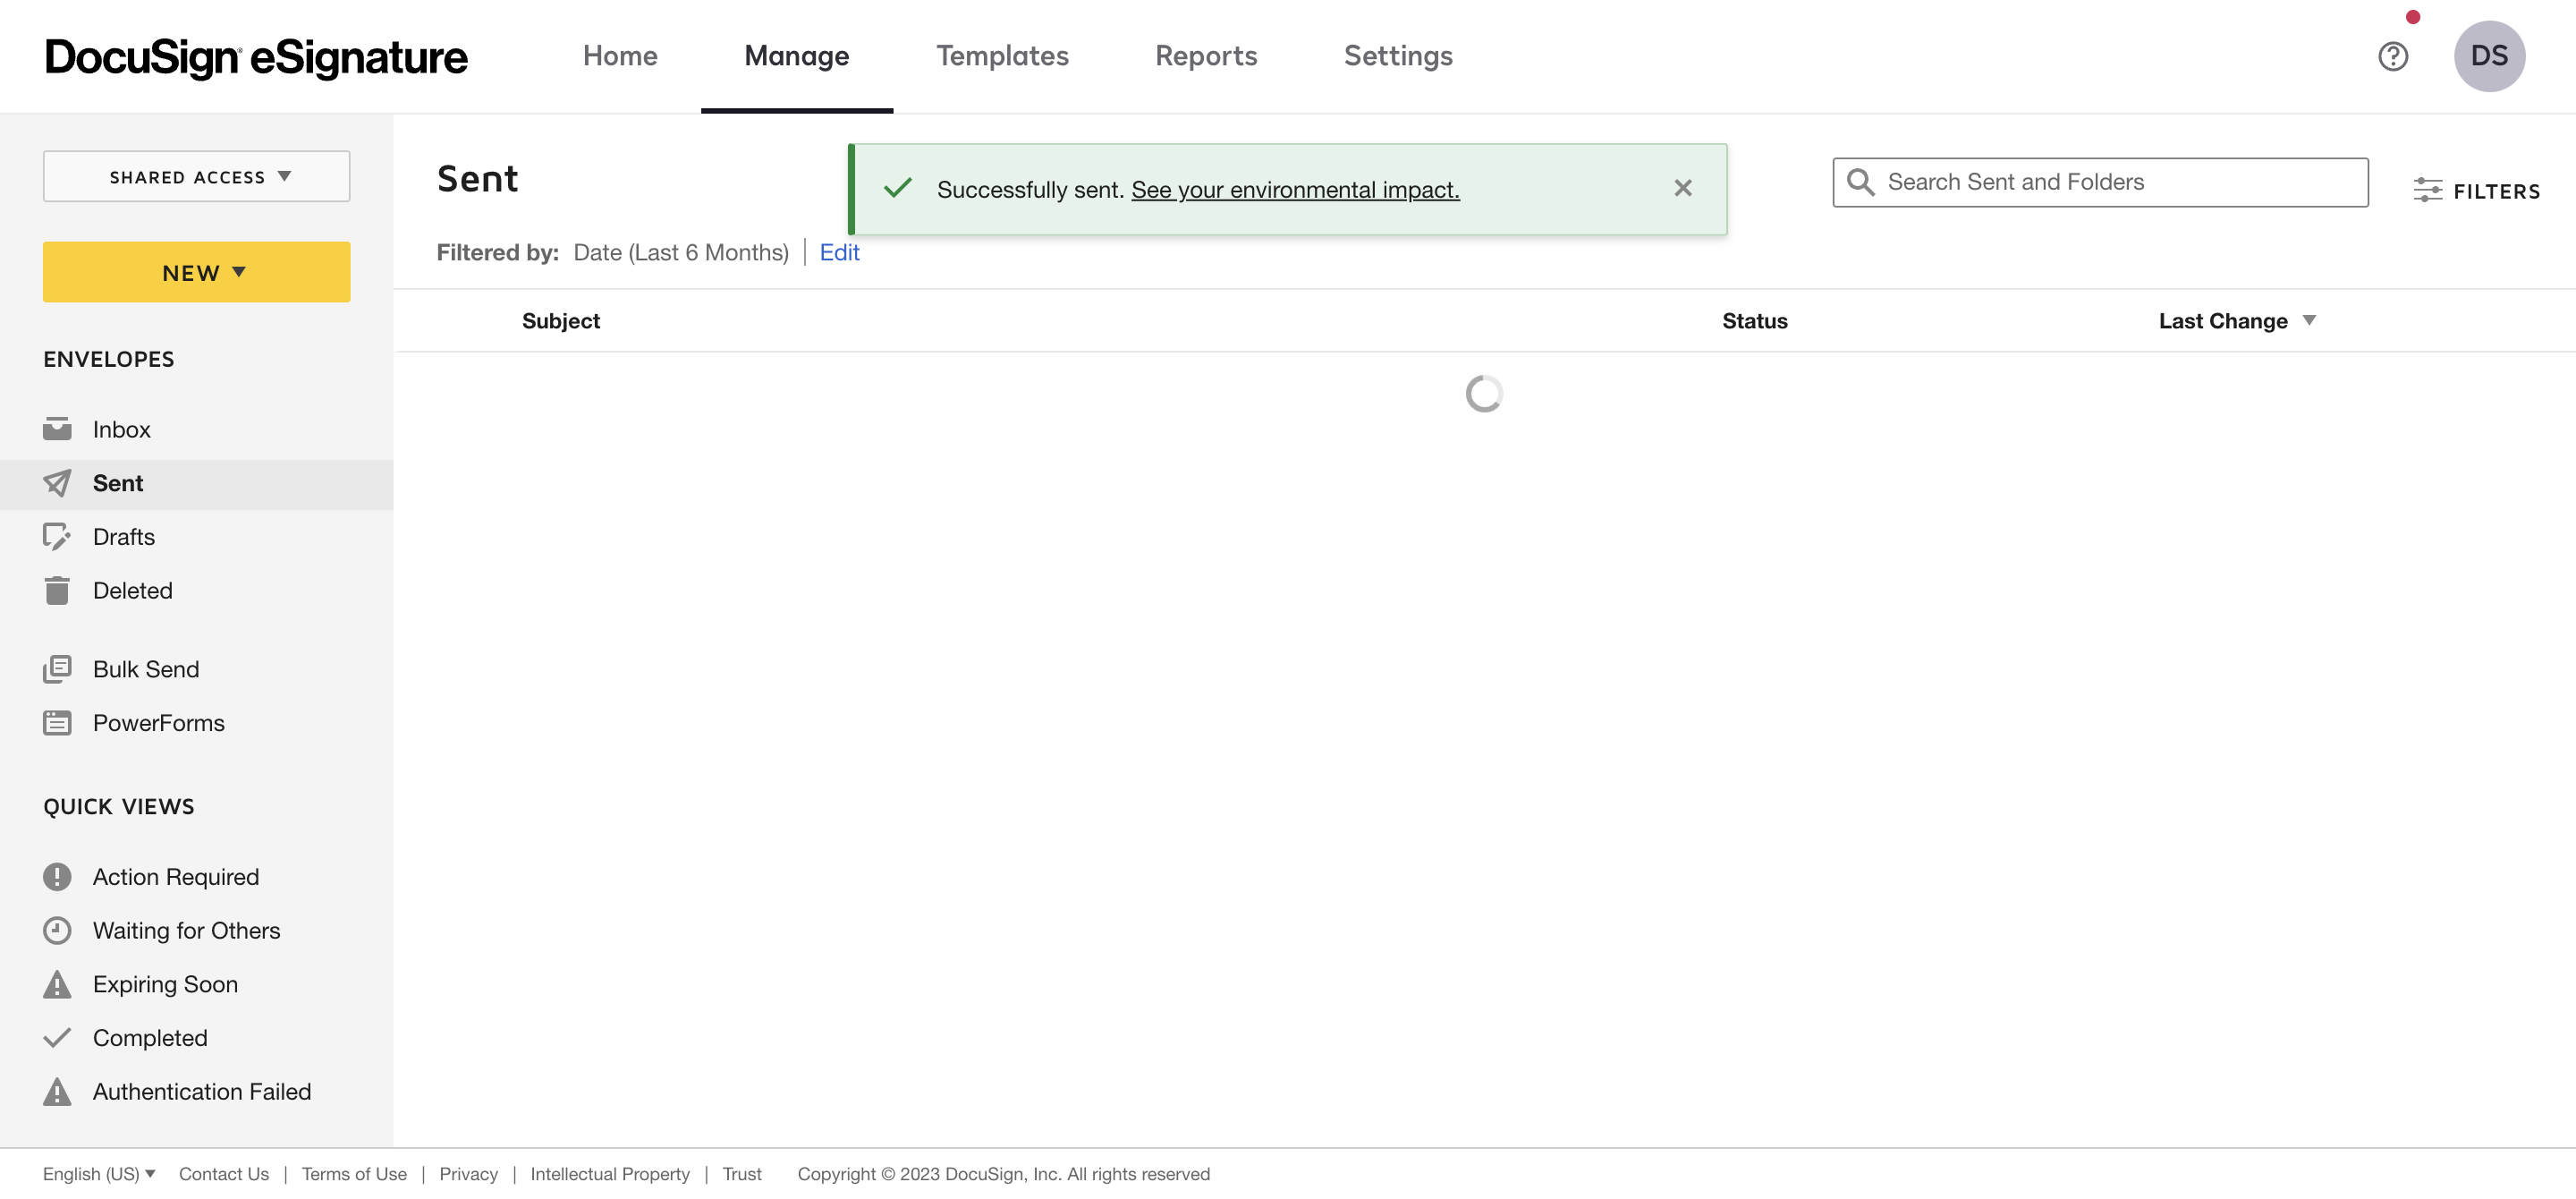 DocuSign® eSignature
Home Manage Templates Reports Settings
DS
SHARED ACCESS
NEW
ENVELOPES
Inbox
Sent
Drafts
Deleted
Bulk Send
PowerForms
QUICK VIEWS
Action Required
Waiting for Others
Expiring Soon
Completed
Authentication Failed
Sent
Successfully sent. See your environmental impact.
Search Sent and Folders
FILTERS
Filtered by: Date (Last 6 Months) | Edit
Subject Status Last Change
English (US) Contact Us | Terms of Use | Privacy | Intellectual Property | Trust Copyright © 2023 DocuSign, Inc. All rights reserved